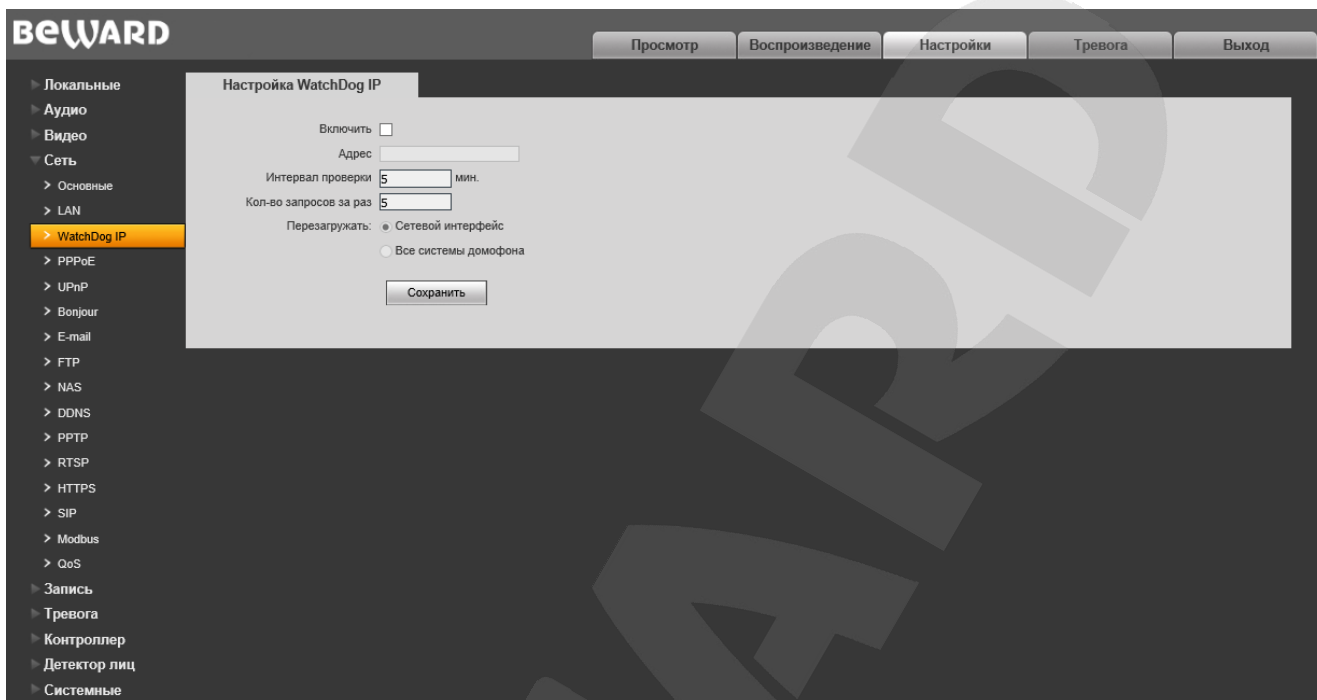 BEWARD
Просмотр Воспроизведение Настройки Тревога Выход
Локальные
Аудио
Видео
Сеть
Основные
LAN
WatchDog IP
PPPoE
UPnP
Bonjour
E-mail
FTP
NAS
DDNS
PPTP
RTSP
HTTPS
SIP
Modbus
QoS
Запись
Тревога
Контроллер
Детектор лиц
Системные
Настройка WatchDog IP
Включить
Адрес
Интервал проверки 5 мин.
Кол-во запросов за раз 5
Перезагружать: Сетевой интерфейс
Все системы домофона
Сохранить
ARD